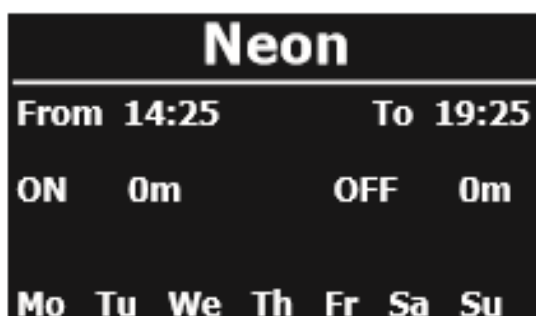 Neon
From 14:25 To 19:25
ON 0m OFF 0m
Mo Tu We Th Fr Sa Su